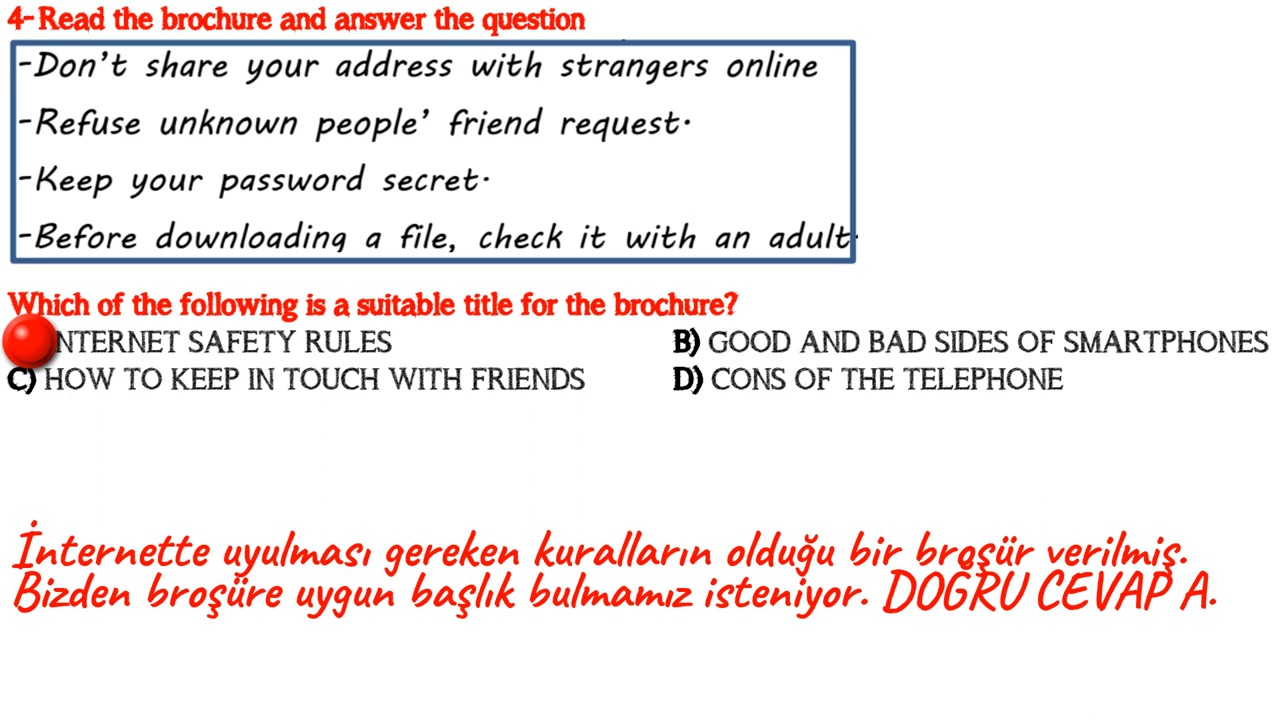 4- Read the brochure and answer the question
-Don't share your address with strangers online
-Refuse unknown people' friend request.
-Keep your password secret.
-Before downloading a file, check it with an adult.
Which of the following is a suitable title for the brochure?
NTERNET SAFETY RULES B) GOOD AND BAD SIDES OF SMARTPHONES
C) HOW TO KEEP IN TOUCH WITH FRIENDS D) CONS OF THE TELEPHONE
İnternette uyulması gereken kuralların olduğu bir broşür verilmiş.
Bizden broşüre uygun başlık bulmamız isteniyor. DOĞRU CEVAP A.